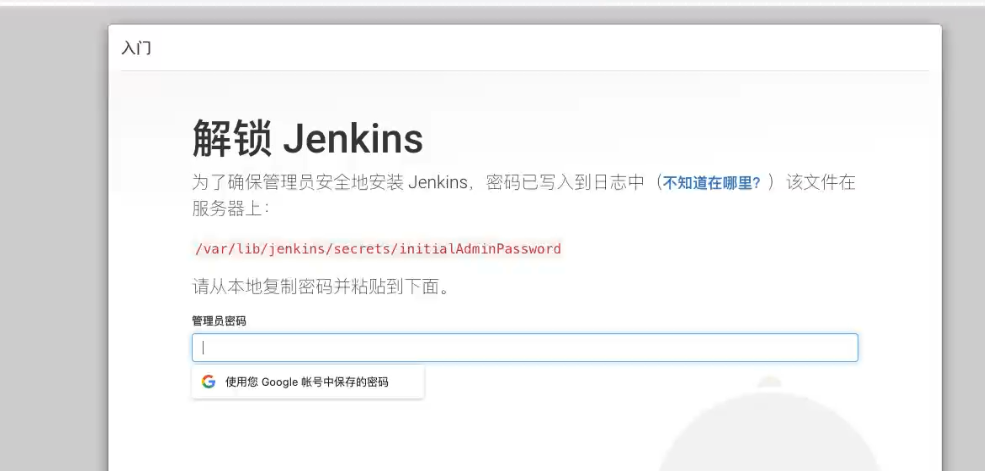 入门
解锁 Jenkins
为了确保管理员安全地安装 Jenkins，密码已写入到日志中（不知道在哪里？）该文件在
服务器上：
/var/lib/jenkins/secrets/initialAdminPassword
请从本地复制密码并粘贴到下面。
管理员密码
使用您 Google 帐号中保存的密码